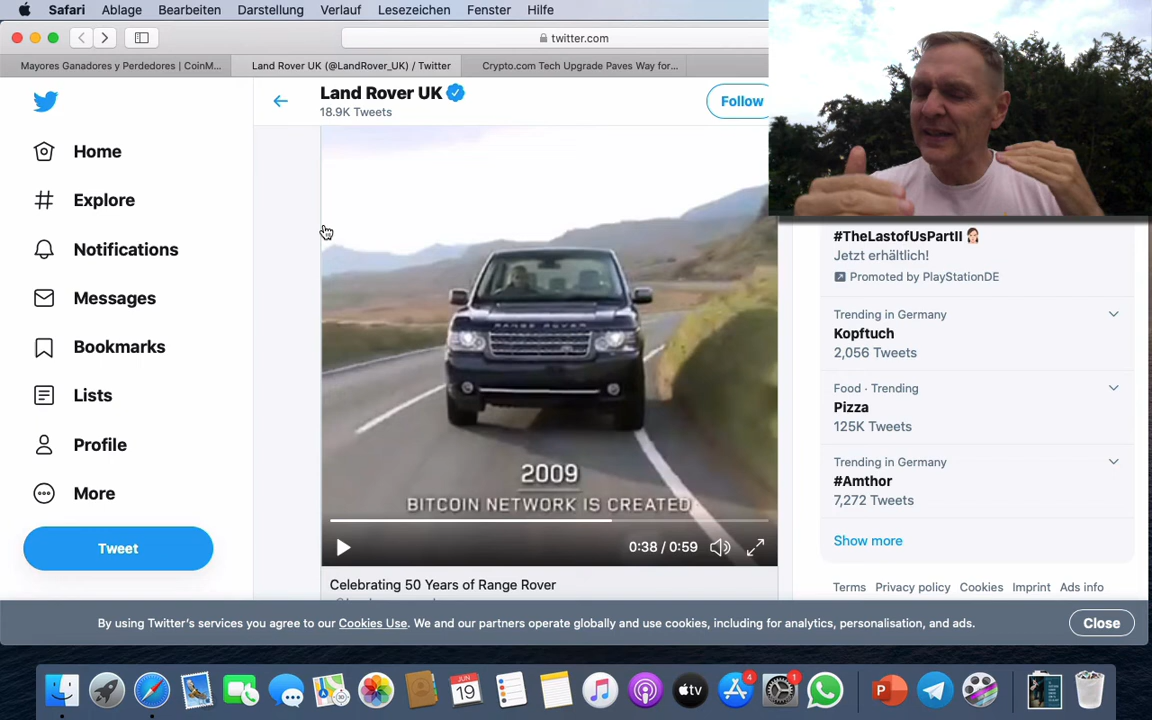 Safari Ablage Bearbeiten Darstellung Verlauf Lesezeichen Fenster Hilfe
twitter.com
Mayores Ganadores y Perdedores | CoinM...
Land Rover UK (@LandRover_UK) / Twitter
Crypto.com Tech Upgrade Paves Way for...
Land Rover UK
18.9K Tweets
Follow
Home
Explore
Notifications
Messages
Bookmarks
Lists
Profile
More
Tweet
RANGE ROVER
2009
BITCOIN NETWORK IS CREATED
0:38 / 0:59
Celebrating 50 Years of Range Rover
#TheLastofUsPartII
Jetzt erhältlich!
Promoted by PlayStationDE
Trending in Germany
Kopftuch
2,056 Tweets
Food · Trending
Pizza
125K Tweets
Trending in Germany
#Amthor
7,272 Tweets
Show more
Terms Privacy policy Cookies Imprint Ads info
By using Twitter's services you agree to our Cookies Use. We and our partners operate globally and use cookies, including for analytics, personalisation, and ads.
Close
JUN
19
tv
4
1
P